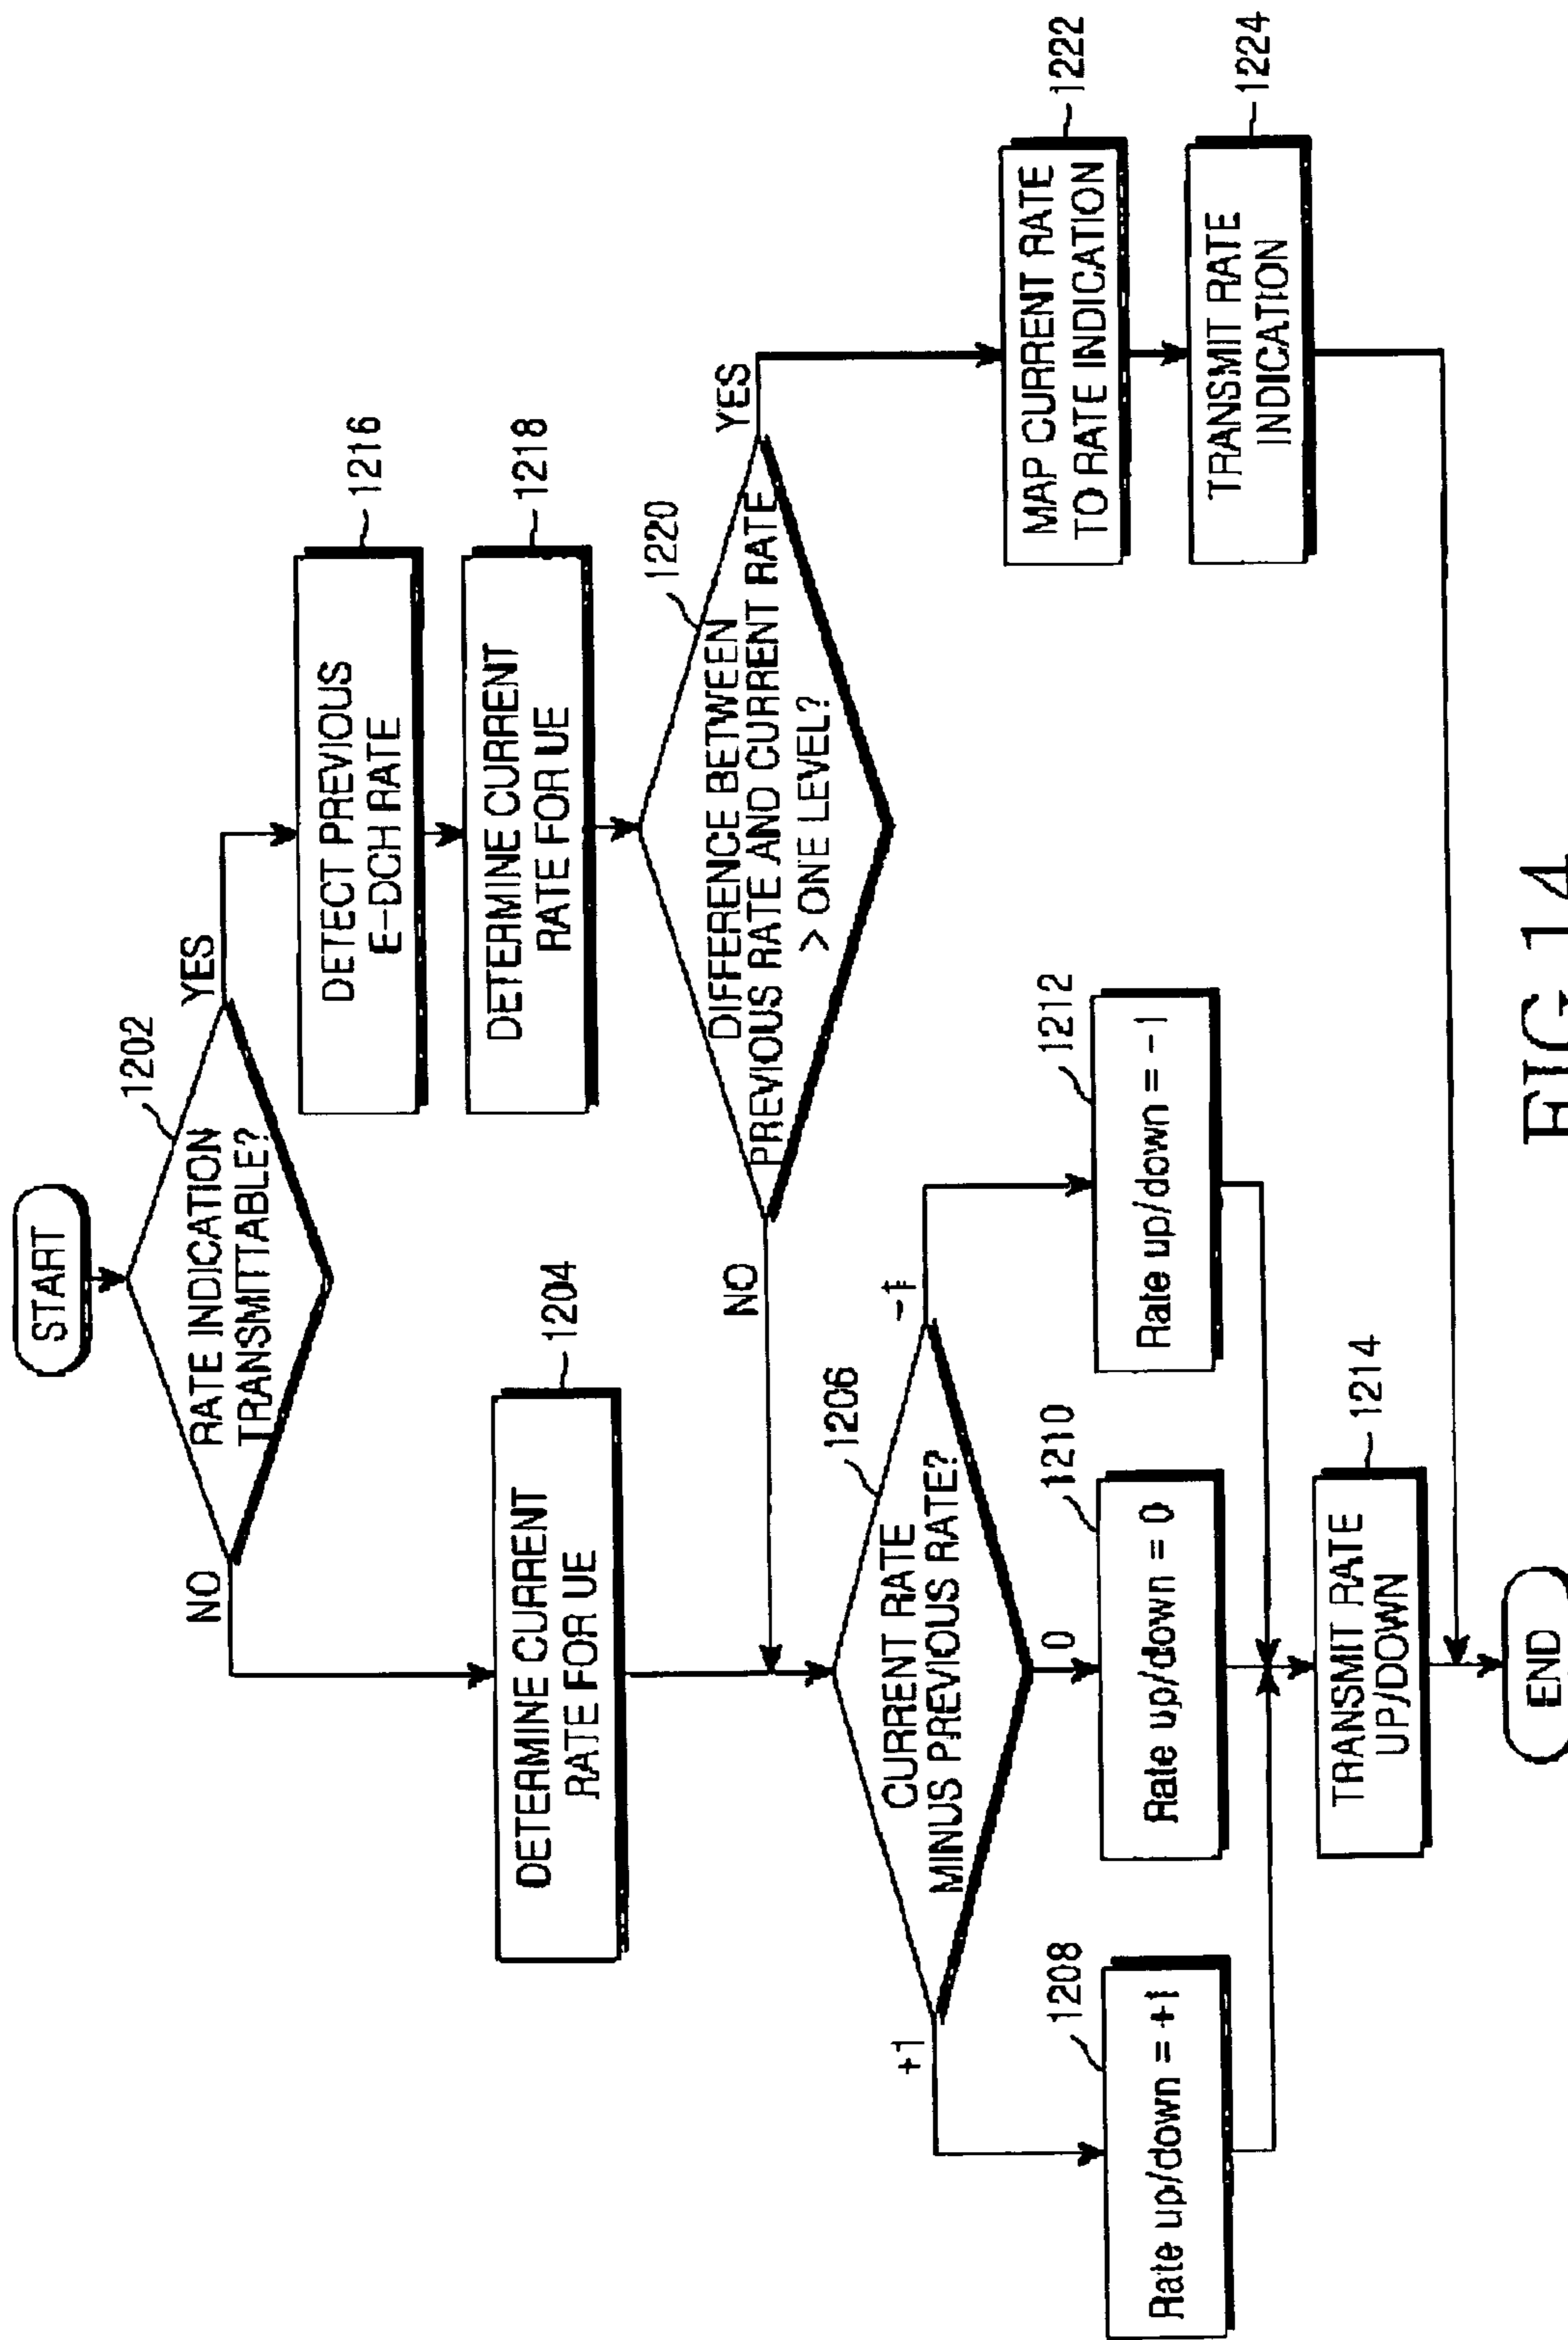 START
1202
RATE INDICATION
TRANSMITTABLE?
NO
YES
1204
DETERMINE CURRENT
RATE FOR UE
1216
DETECT PREVIOUS
E-DCH RATE
1218
DETERMINE CURRENT
RATE FOR UE
1220
DIFFERENCE BETWEEN
PREVIOUS RATE AND CURRENT RATE
> ONE LEVEL?
NO
YES
1206
CURRENT RATE
MINUS PREVIOUS RATE?
+1
0
-1
1208
Rate up/down = +1
1210
Rate up/down = 0
1212
Rate up/down = -1
1222
MAP CURRENT RATE
TO RATE INDICATION
1214
TRANSMIT RATE
UP/DOWN
1224
TRANSMIT RATE
INDICATION
END
FIG.14